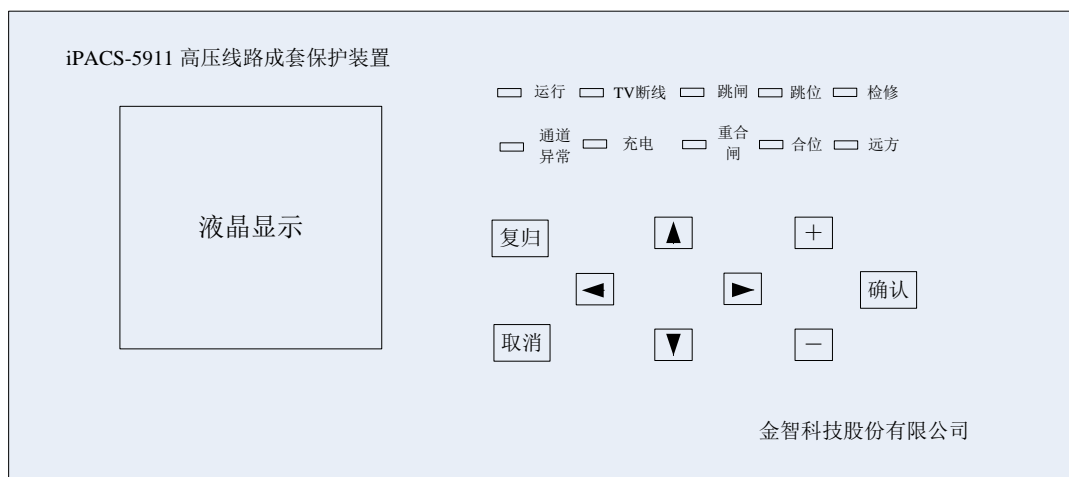 iPACS-5911 高压线路成套保护装置
运行 TV断线 跳闸 跳位 检修
通道异常 充电 重合闸 合位 远方
液晶显示
复归
+
确认
取消
-
金智科技股份有限公司